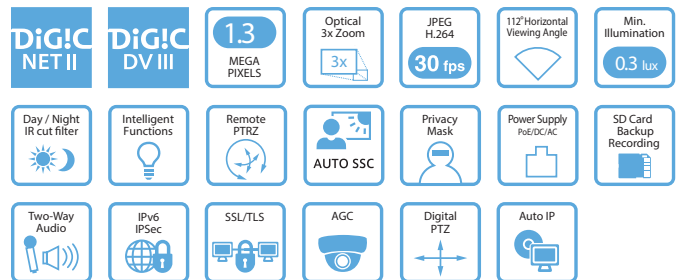 DiG!C
NET II
DiG!C
DV III
1.3
MEGA
PIXELS
Optical
3x Zoom
3x
JPEG
H.264
30 fps
112° Horizontal
Viewing Angle
Min.
Illumination
0.3 lux
Day / Night
IR cut filter
Intelligent
Functions
Remote
PTRZ
AUTO SSC
Privacy
Mask
Power Supply
PoE/DC/AC
SD Card
Backup
Recording
Two-Way
Audio
IPv6
IPSec
SSL/TLS
AGC
Digital
PTZ
Auto IP